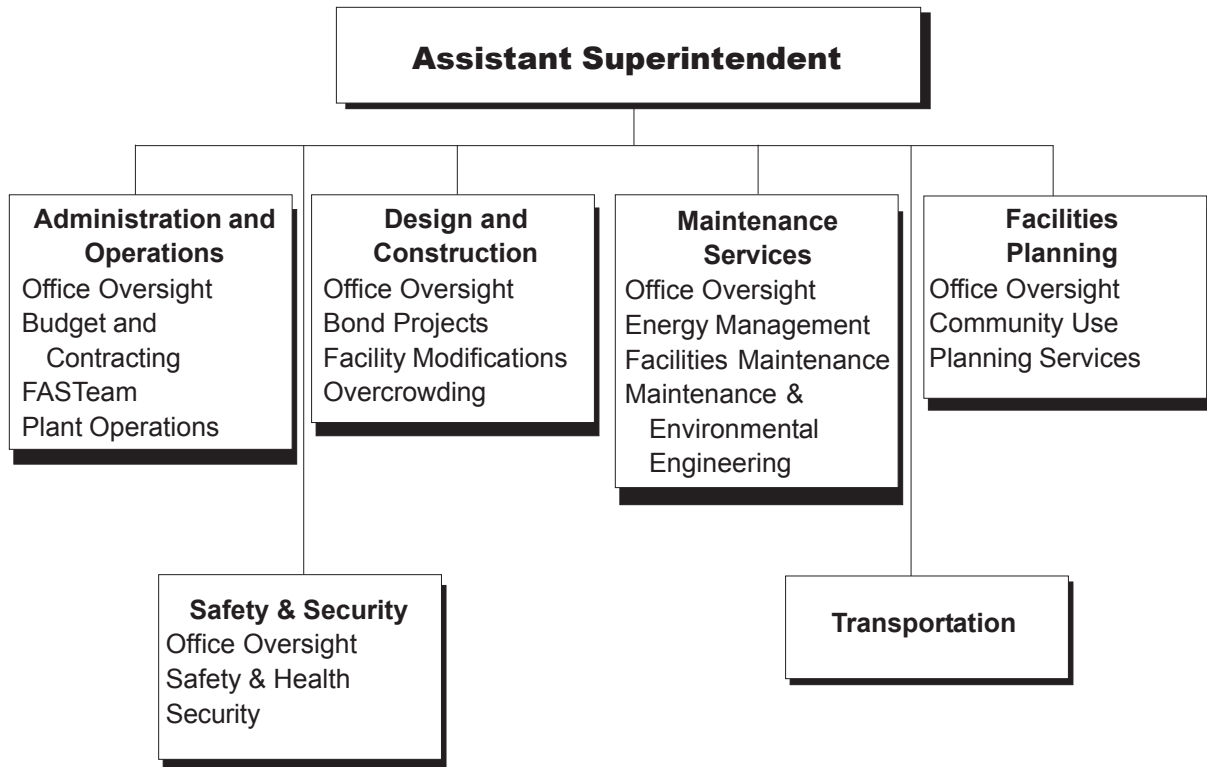 Assistant Superintendent
Administration and
Operations
Office Oversight
Budget and
Contracting
FASTeam
Plant Operations
Design and
Construction
Office Oversight
Bond Projects
Facility Modifications
Overcrowding
Maintenance
Services
Office Oversight
Energy Management
Facilities Maintenance
Maintenance &
Environmental
Engineering
Facilities
Planning
Office Oversight
Community Use
Planning Services
Safety & Security
Office Oversight
Safety & Health
Security
Transportation